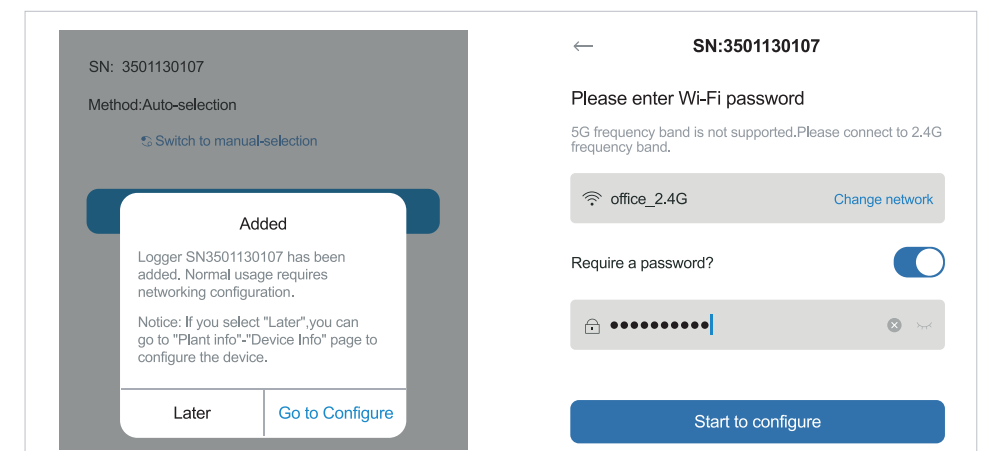 SN: 3501130107
Method:Auto-selection
Switch to manual-selection
Added
Logger SN3501130107 has been
added. Normal usage requires
networking configuration.
Notice: If you select "Later",you can
go to "Plant info"-"Device Info" page to
configure the device.
Later
Go to Configure
SN:3501130107
Please enter Wi-Fi password
5G frequency band is not supported.Please connect to 2.4G
frequency band.
office_2.4G
Change network
Require a password?
●●●●●●●●●●
Start to configure